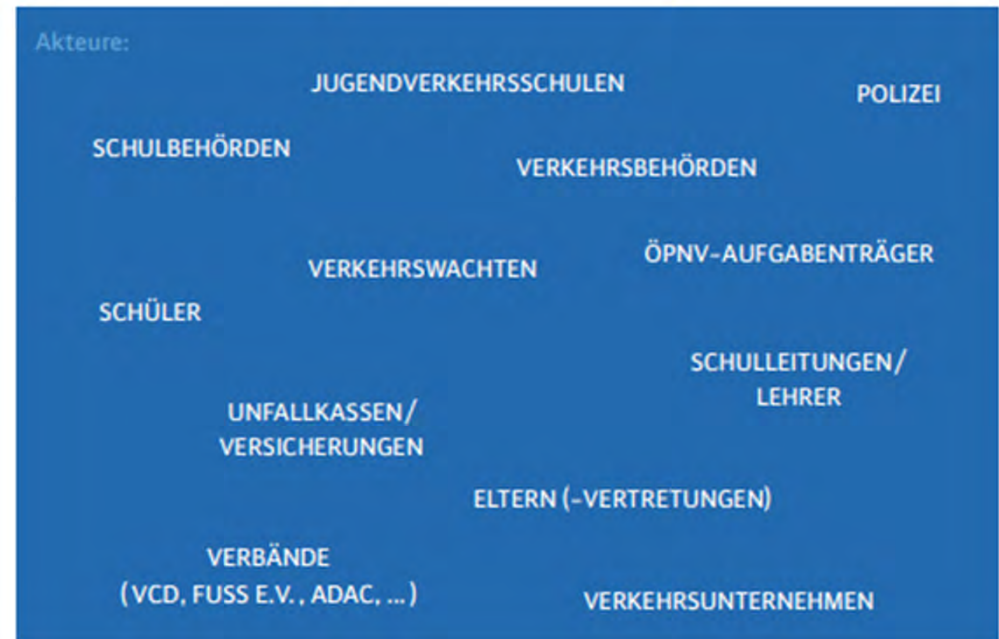 Akteure:
JUGENDVERKEHRSSCHULEN
POLIZEI
SCHULBEHÖRDEN
VERKEHRSBEHÖRDEN
ÖPNV-AUFGABENTRÄGER
VERKEHRSWACHTEN
SCHÜLER
SCHULLEITUNGEN/
LEHRER
UNFALLKASSEN/
VERSICHERUNGEN
ELTERN (-VERTRETUNGEN)
VERBÄNDE
(VCD, FUSS E.V., ADAC, ...)
VERKEHRSUNTERNEHMEN